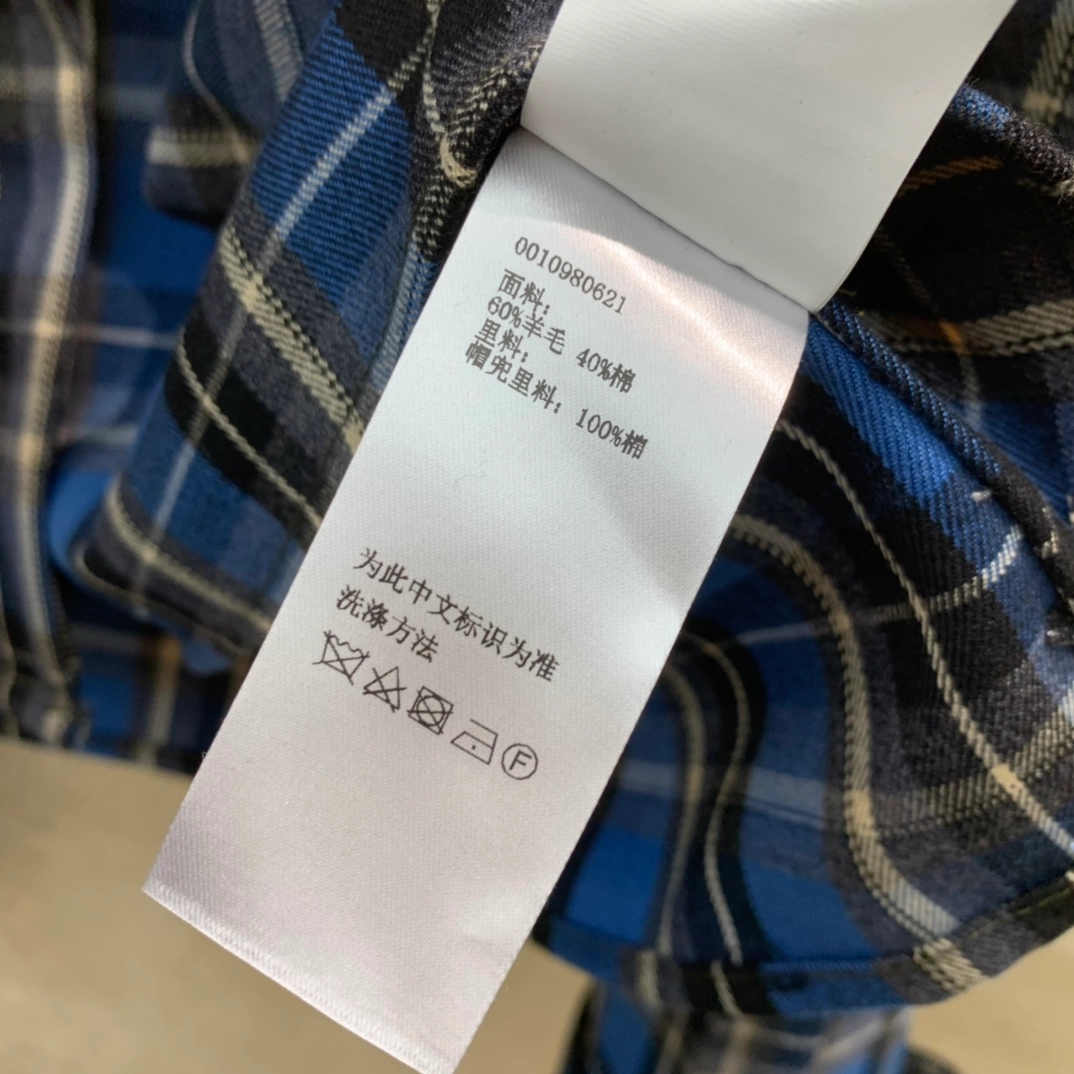 0010980621
面料:
60%羊毛 40%棉
里料:
帽兜里料: 100%棉
为此中文标识为准
洗涤方法
F